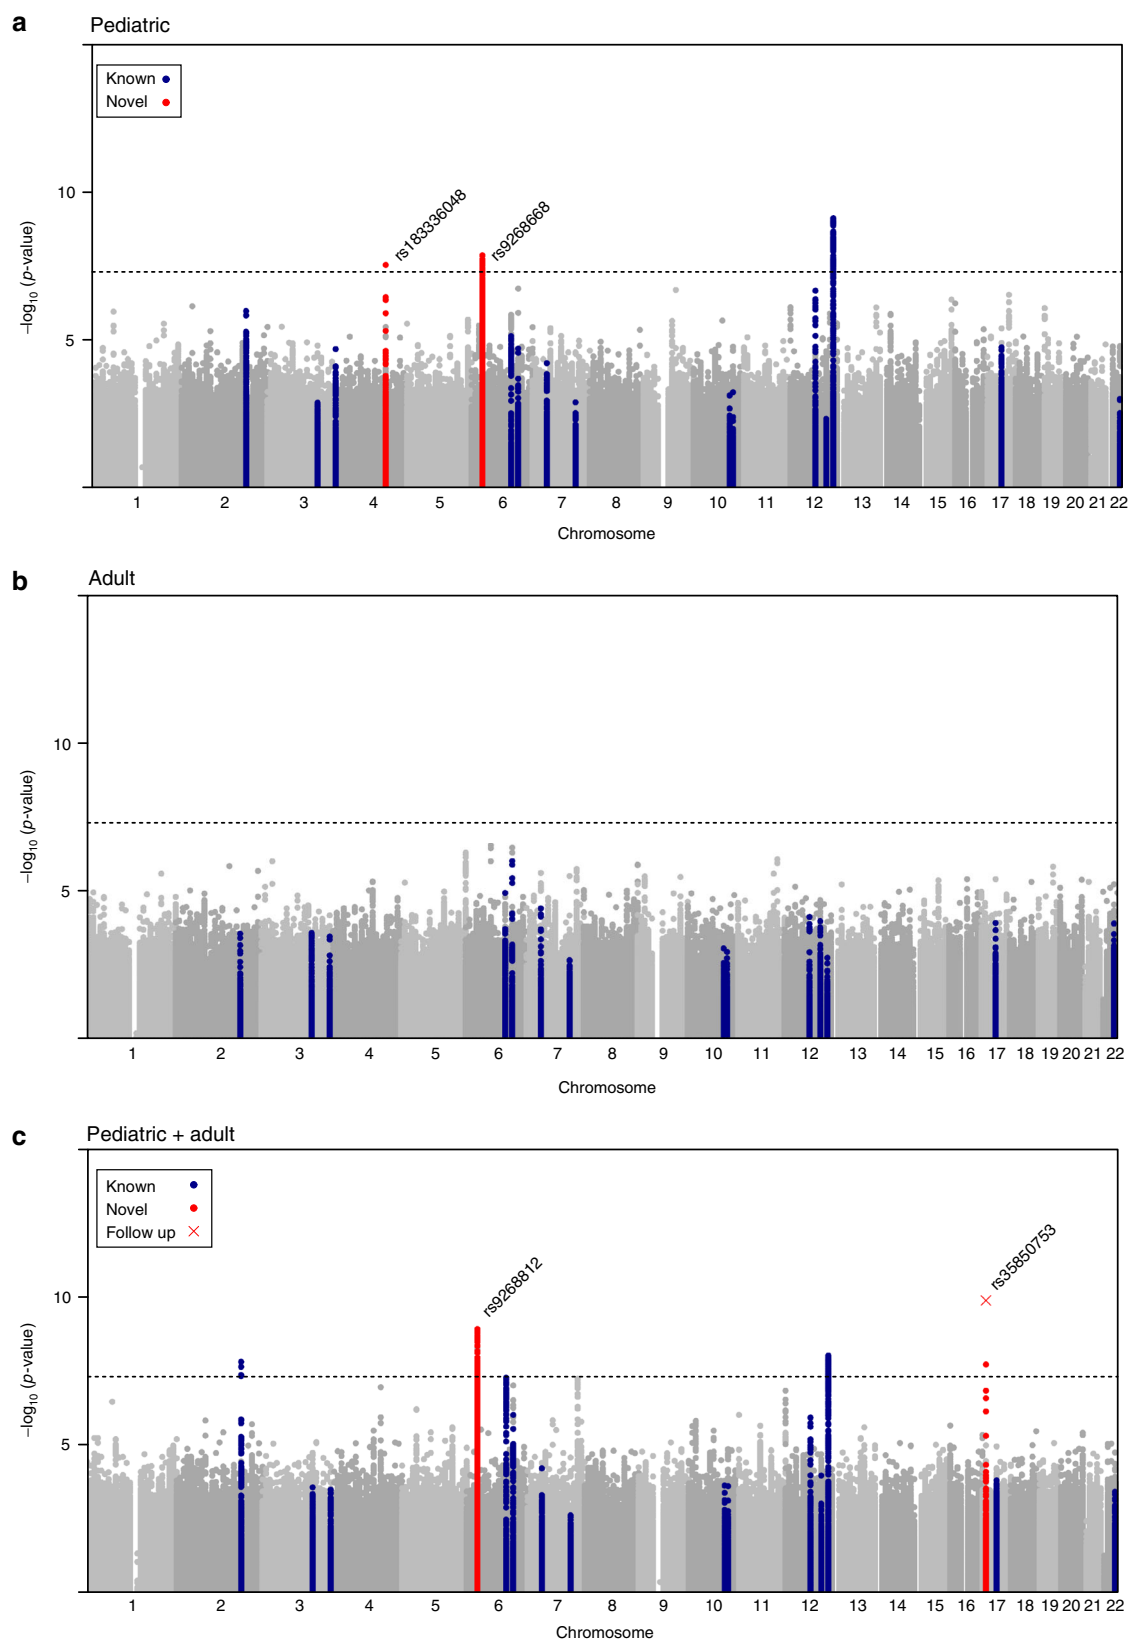 a Pediatric
Known
Novel
rs183336048
rs9268668
10
5
−log10 (p-value)
1 2 3 4 5 6 7 8 9 10 11 12 13 14 15 16 17 18 19 20 21 22
Chromosome
b Adult
10
5
−log10 (p-value)
1 2 3 4 5 6 7 8 9 10 11 12 13 14 15 16 17 18 19 20 21 22
Chromosome
c Pediatric + adult
Known
Novel
Follow up
rs9268812
rs35850753
10
5
−log10 (p-value)
1 2 3 4 5 6 7 8 9 10 11 12 13 14 15 16 17 18 19 20 21 22
Chromosome